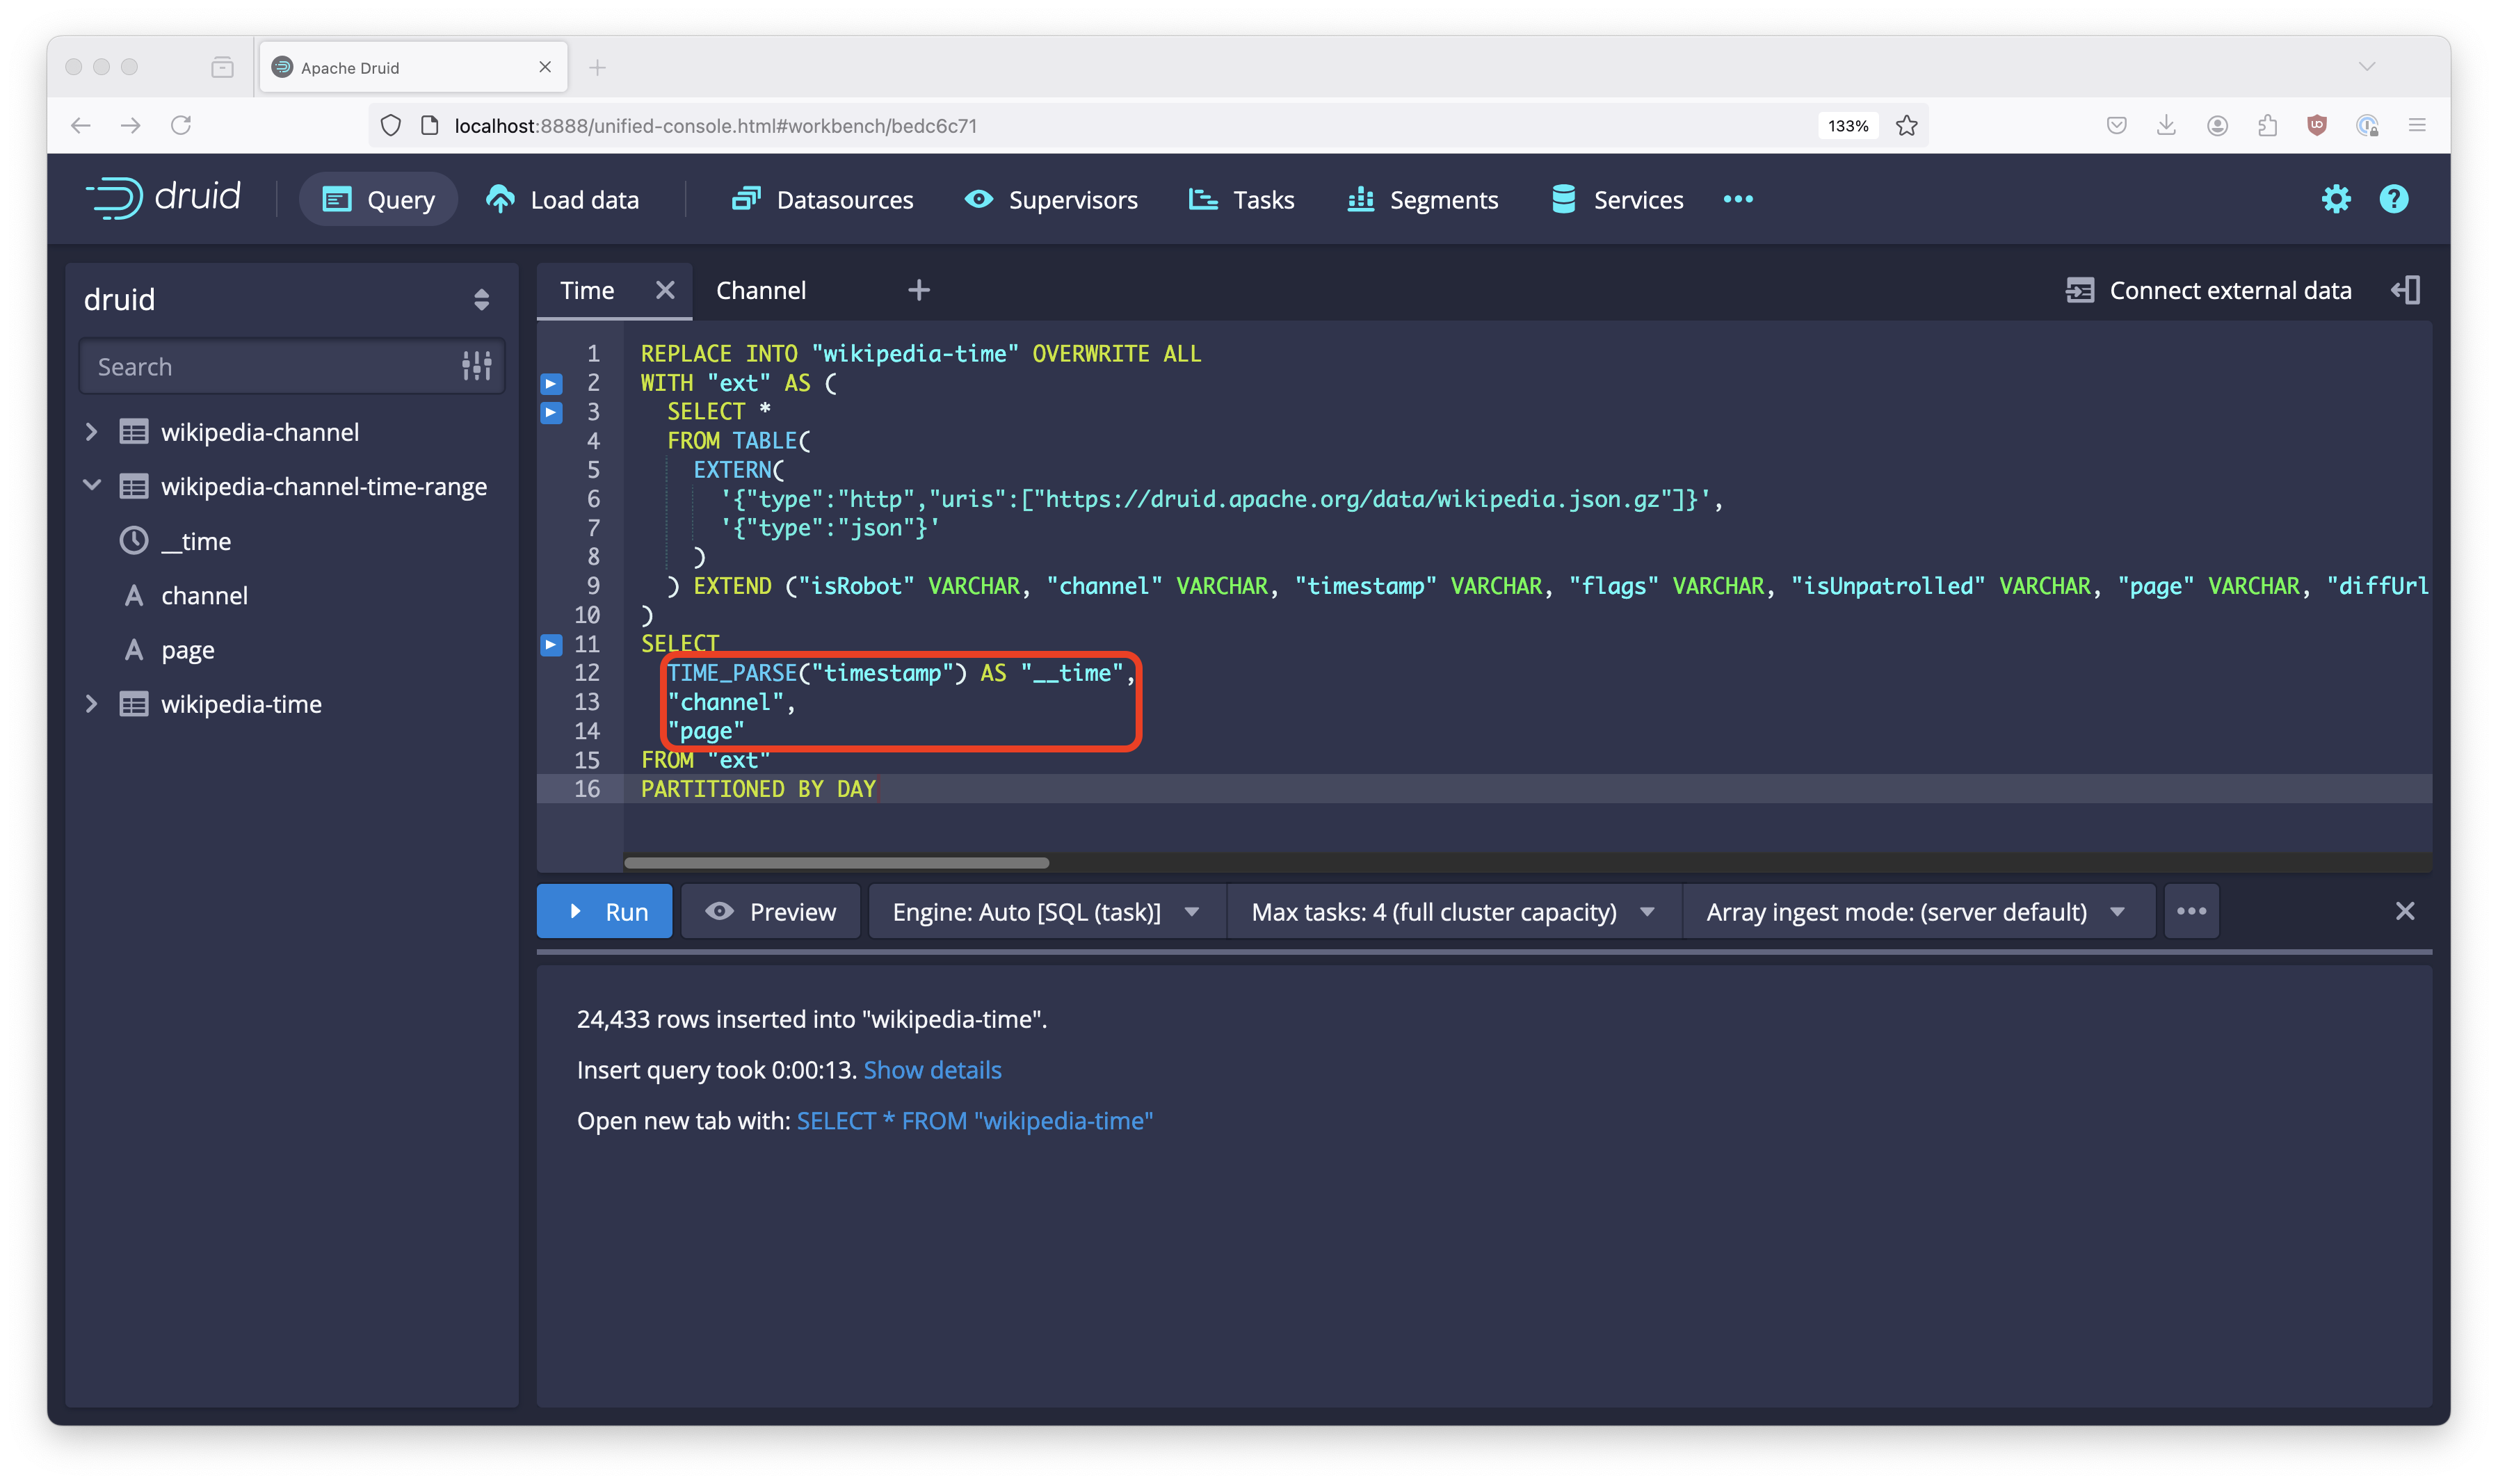 Apache Druid
localhost:8888/unified-console.html#workbench/bedc6c71
133%
druid
Query
Load data
Datasources
Supervisors
Tasks
Segments
Services
druid
Search
wikipedia-channel
wikipedia-channel-time-range
__time
channel
page
wikipedia-time
Time
Channel
Connect external data
1 REPLACE INTO "wikipedia-time" OVERWRITE ALL
2 WITH "ext" AS (
3 SELECT *
4 FROM TABLE(
5 EXTERN(
6 '{"type":"http","uris":["https://druid.apache.org/data/wikipedia.json.gz"]}',
7 '{"type":"json"}'
8 )
9 ) EXTEND ("isRobot" VARCHAR, "channel" VARCHAR, "timestamp" VARCHAR, "flags" VARCHAR, "isUnpatrolled" VARCHAR, "page" VARCHAR, "diffUrl
10 )
11 SELECT
12 TIME_PARSE("timestamp") AS "__time",
13 "channel",
14 "page"
15 FROM "ext"
16 PARTITIONED BY DAY
Run
Preview
Engine: Auto [SQL (task)]
Max tasks: 4 (full cluster capacity)
Array ingest mode: (server default)
24,433 rows inserted into "wikipedia-time".
Insert query took 0:00:13. Show details
Open new tab with: SELECT * FROM "wikipedia-time"